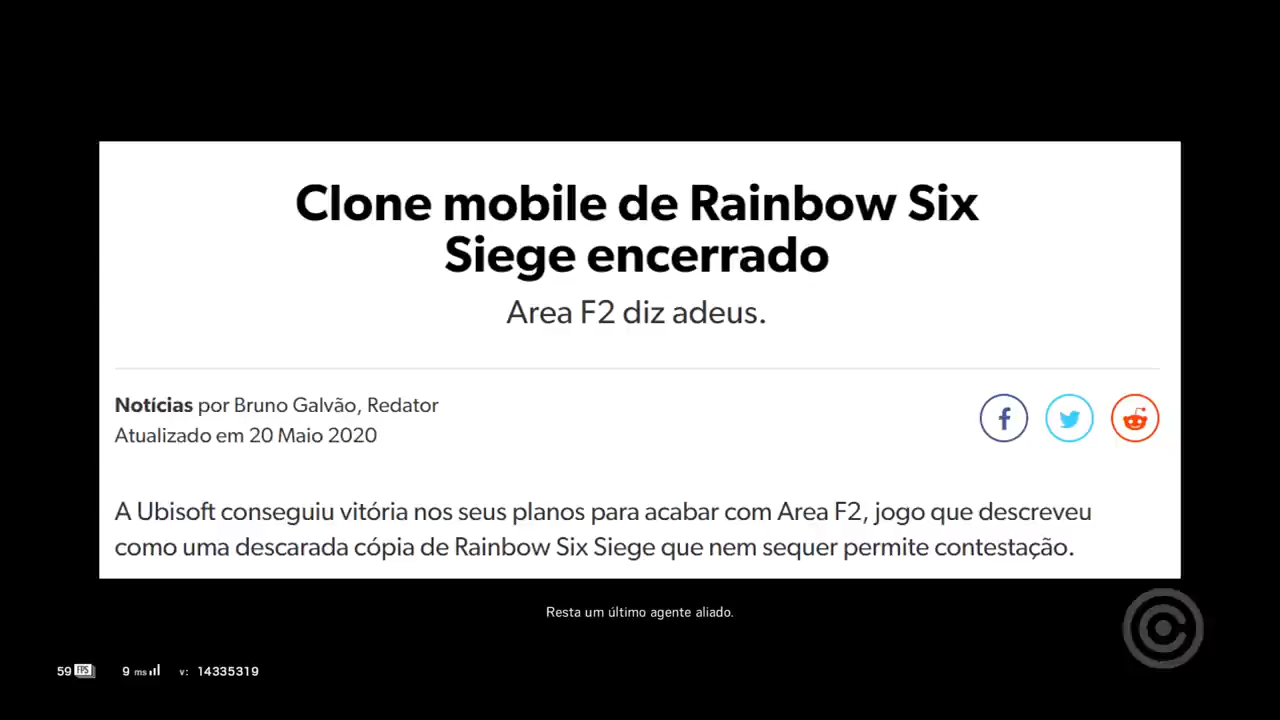 Clone mobile de Rainbow Six
Siege encerrado
Area F2 diz adeus.
Notícias por Bruno Galvão, Redator
Atualizado em 20 Maio 2020
A Ubisoft conseguiu vitória nos seus planos para acabar com Area F2, jogo que descreveu
como uma descarada cópia de Rainbow Six Siege que nem sequer permite contestação.
Resta um último agente aliado.
59 FPS 9 ms v: 14335319